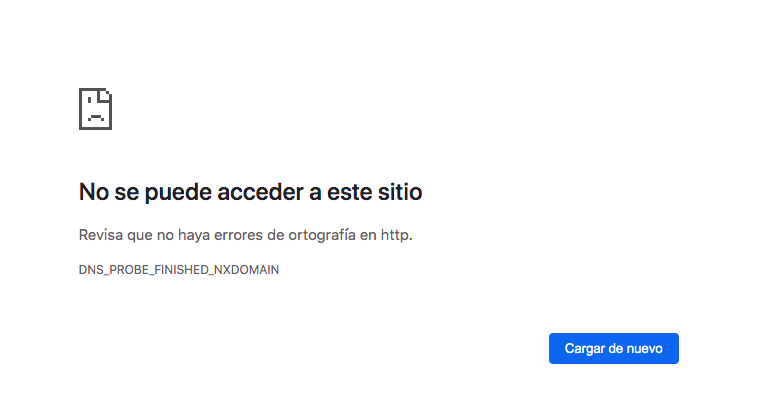 No se puede acceder a este sitio
Revisa que no haya errores de ortografía en http.
DNS_PROBE_FINISHED_NXDOMAIN
Cargar de nuevo